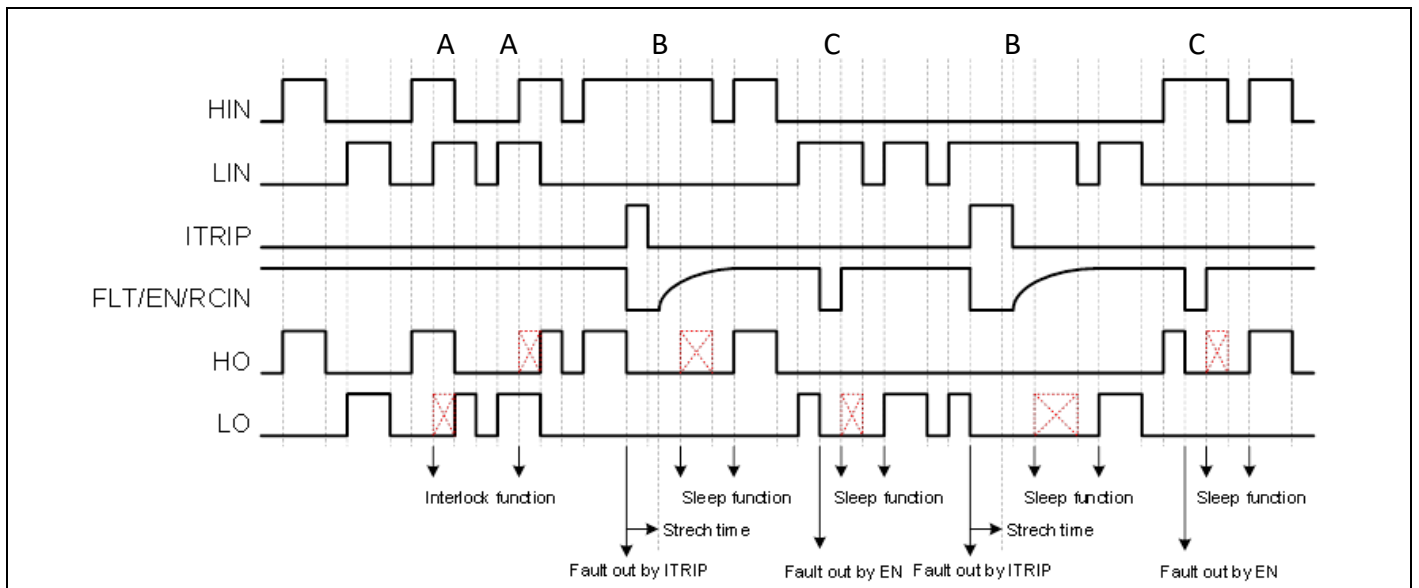 A A B C B C
HIN
LIN
ITRIP
FLT/EN/RCIN
HO
LO
Interlock function Sleep function Sleep function Sleep function Sleep function
Strech time Strech time
Fault out by ITRIP Fault out by EN Fault out by ITRIP Fault out by EN